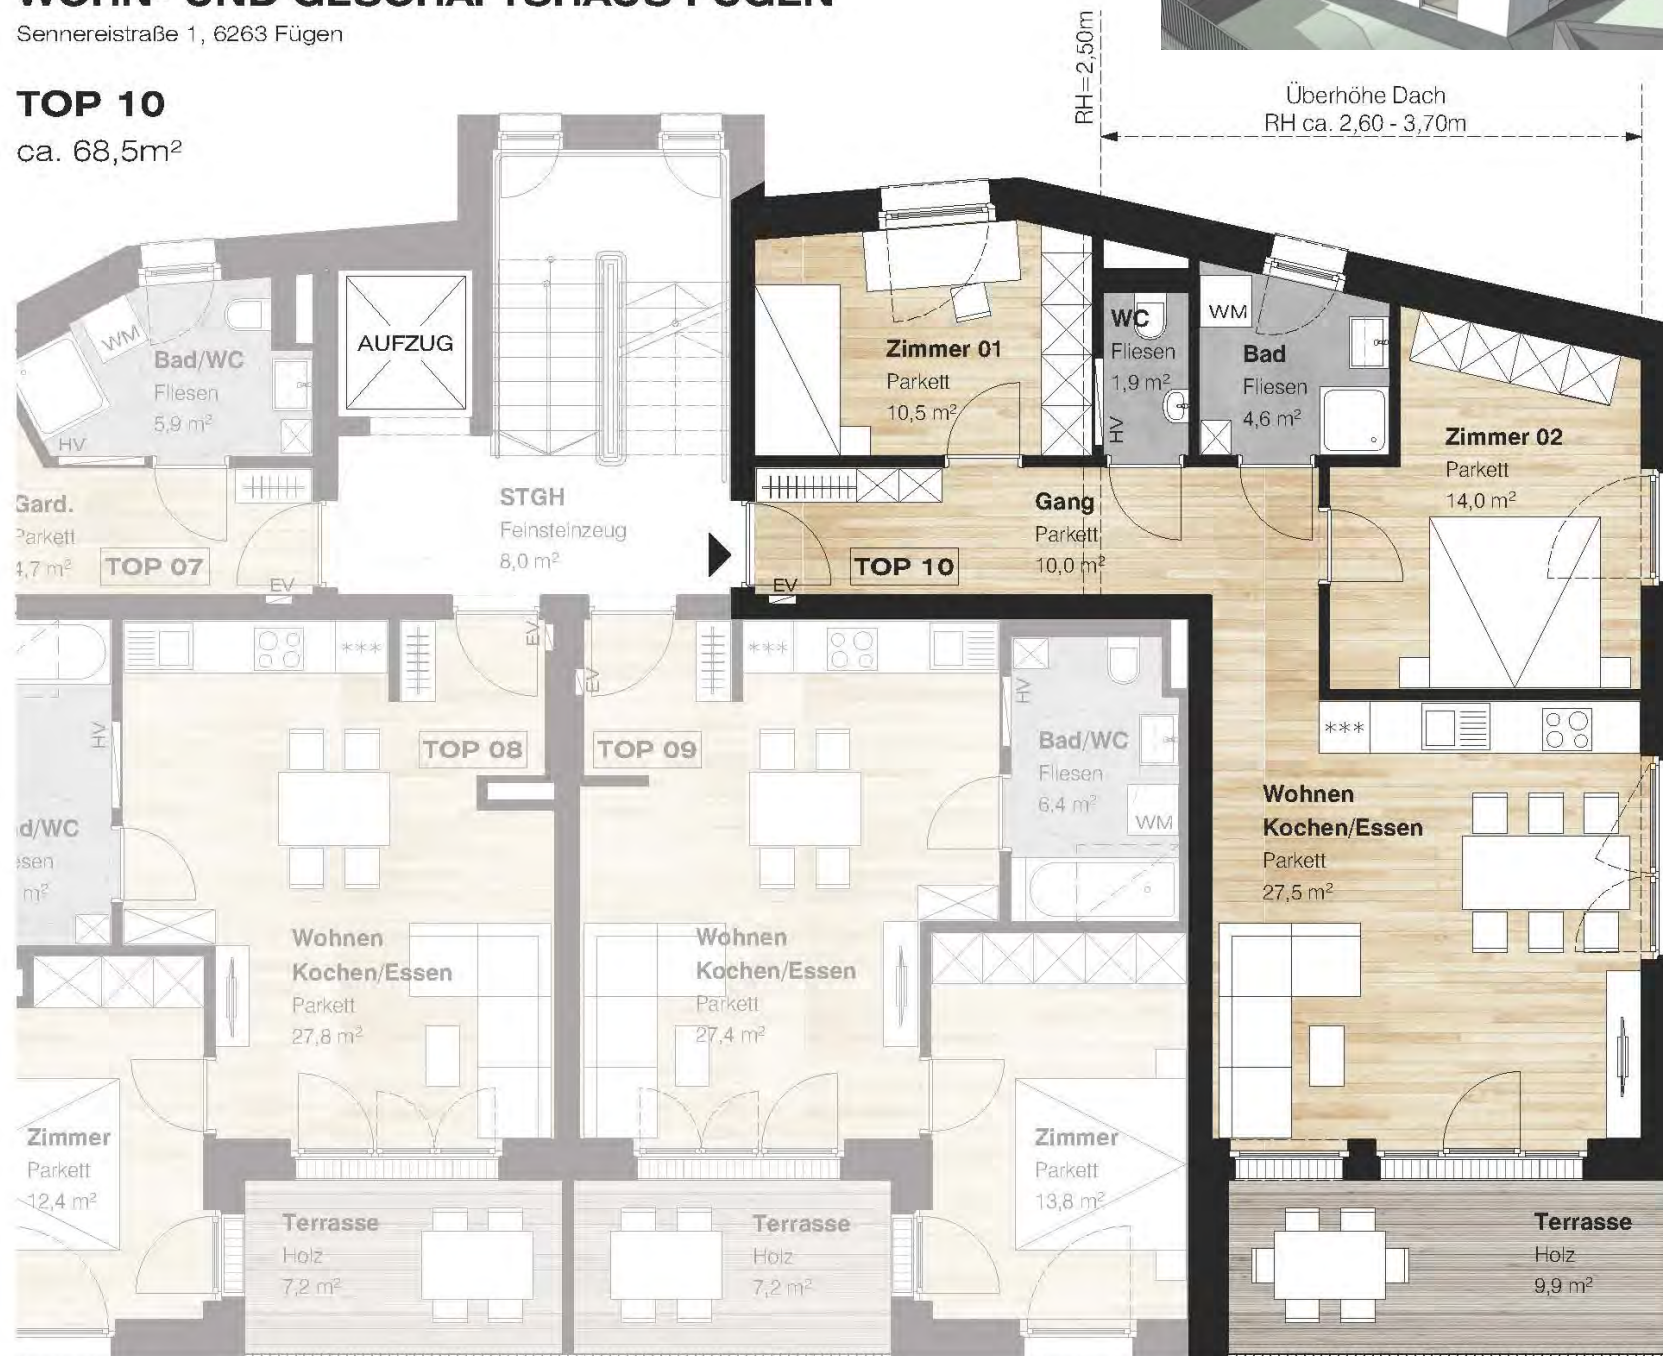 WOHN- UND GESCHÄFTSHAUS FÜGEN
Sennereistraße 1, 6263 Fügen
TOP 10
ca. 68,5m²
RH=2,50m
Überhöhe Dach
RH ca. 2,60 - 3,70m
AUFZUG
WM
Bad/WC
Fliesen
5,9 m²
HV
Zimmer 01
Parkett
10,5 m²
WC
Fliesen
1,9 m²
HV
WM
Bad
Fliesen
4,6 m²
Zimmer 02
Parkett
14,0 m²
Gard.
Parkett
4,7 m²
TOP 07
EV
STGH
Feinsteinzeug
8,0 m²
EV
TOP 10
Gang
Parkett
10,0 m²
***
EV
EV
***
HV
HV
TOP 08
TOP 09
Bad/WC
Fliesen
6,4 m²
WM
***
d/WC
esen
m²
Wohnen
Kochen/Essen
Parkett
27,5 m²
Wohnen
Kochen/Essen
Parkett
27,8 m²
Wohnen
Kochen/Essen
Parkett
27,4 m²
Zimmer
Parkett
12,4 m²
Zimmer
Parkett
13,8 m²
Terrasse
Holz
7,2 m²
Terrasse
Holz
7,2 m²
Terrasse
Holz
9,9 m²